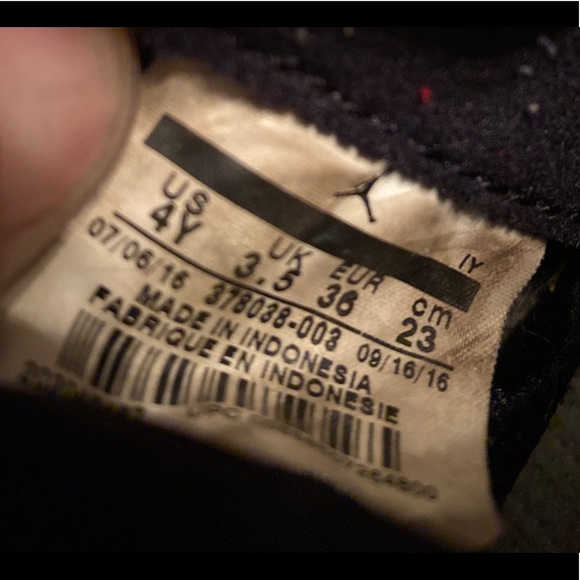 IY
US UK EUR cm
4Y 3.5 36 23
07/06/16 378038-003 09/16/16
MADE IN INDONESIA
FABRIQUE EN INDONESIE